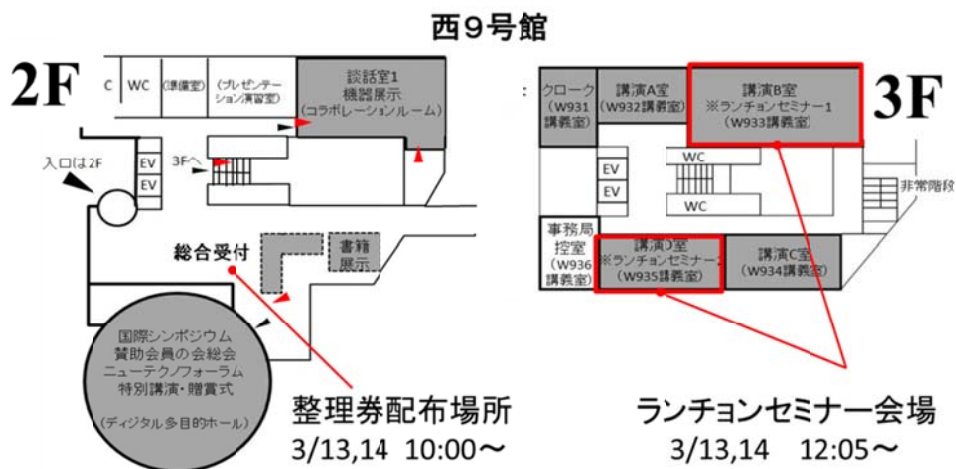 西9号館
2F
C
WC
(準備室)
(プレゼンテー
ション演習室)
談話室1
機器展示
(コラボレーションルーム)
入口は2F
EV
EV
3Fへ
総合受付
書籍
展示
国際シンポジウム
賛助会員の会総会
ニューテクノフォーラム
特別講演・贈賞式
(ディジタル多目的ホール)
整理券配布場所
3/13,14 10:00～
3F
クローク
(W931
講義室)
講演A室
(W932講義室)
講演B室
※ランチョンセミナー1
(W933講義室)
EV
EV
WC
WC
非常階段
事務局
控室
(W936
講義室)
講演D室
※ランチョンセミナー2
(W935講義室)
講演C室
(W934講義室)
ランチョンセミナー会場
3/13,14 12:05～